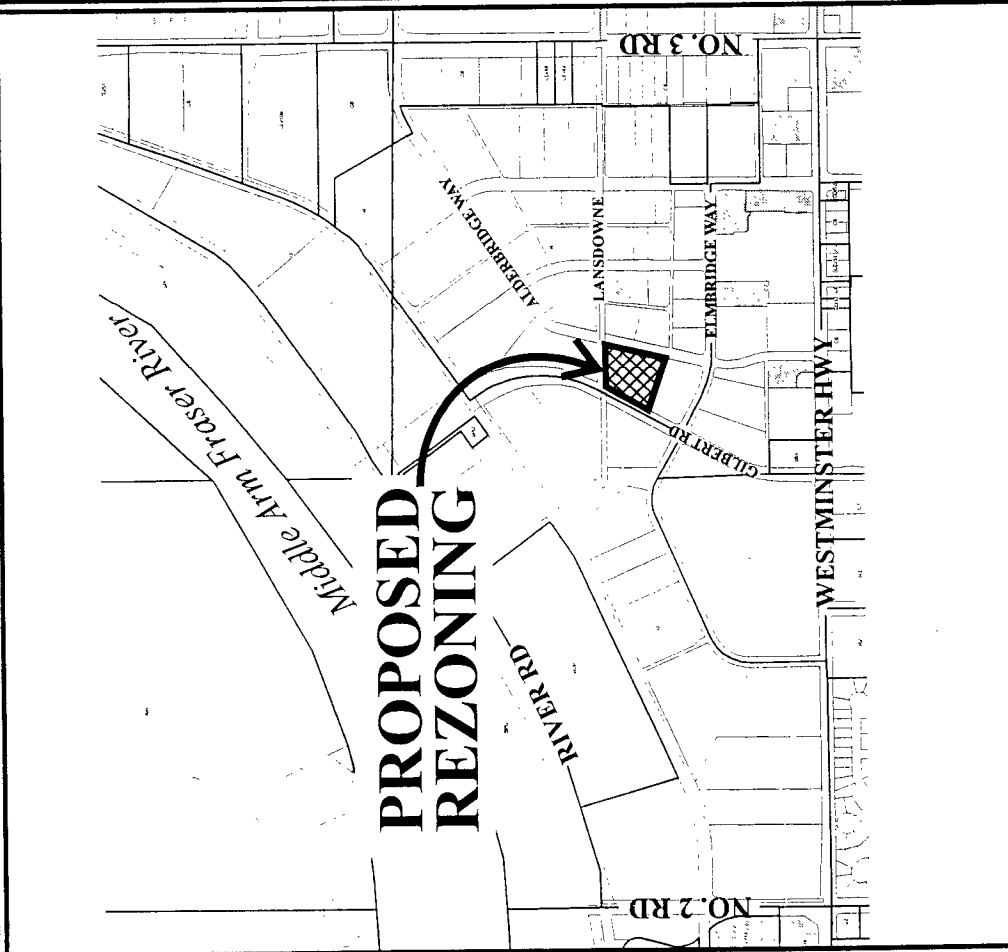 NO. 3 RD
ALDERBRIDGE WAY
LANSDOWNE
ELMBRIDGE WAY
Middle Arm Fraser River
GILBERT RD
WESTMINSTER HWY
PROPOSED
REZONING
RIVER RD
NO. 2 RD